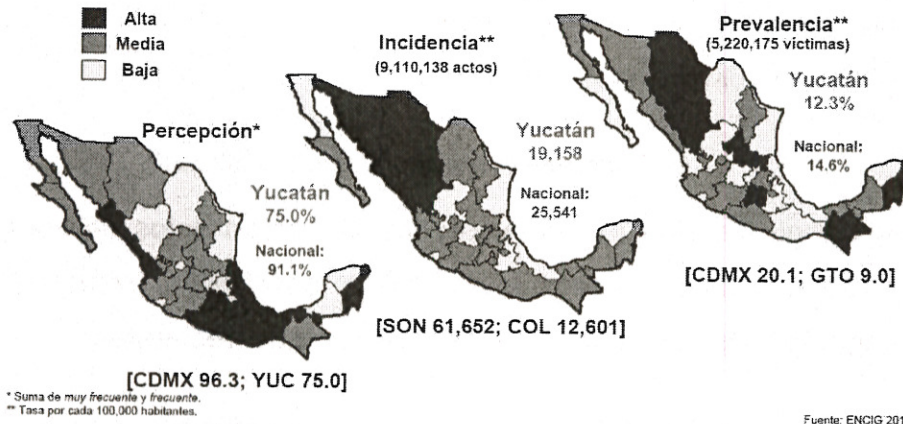 Alta
Media
Baja
Percepción*
Yucatán
75.0%
Nacional:
91.1%
[CDMX 96.3; YUC 75.0]
Incidencia**
(9,110,138 actos)
Yucatán
19,158
Nacional:
25,541
[SON 61,652; COL 12,601]
Prevalencia**
(5,220,175 víctimas)
Yucatán
12.3%
Nacional:
14.6%
[CDMX 20.1; GTO 9.0]
* Suma de muy frecuente y frecuente.
** Tasa por cada 100,000 habitantes.
Fuente: ENCIG